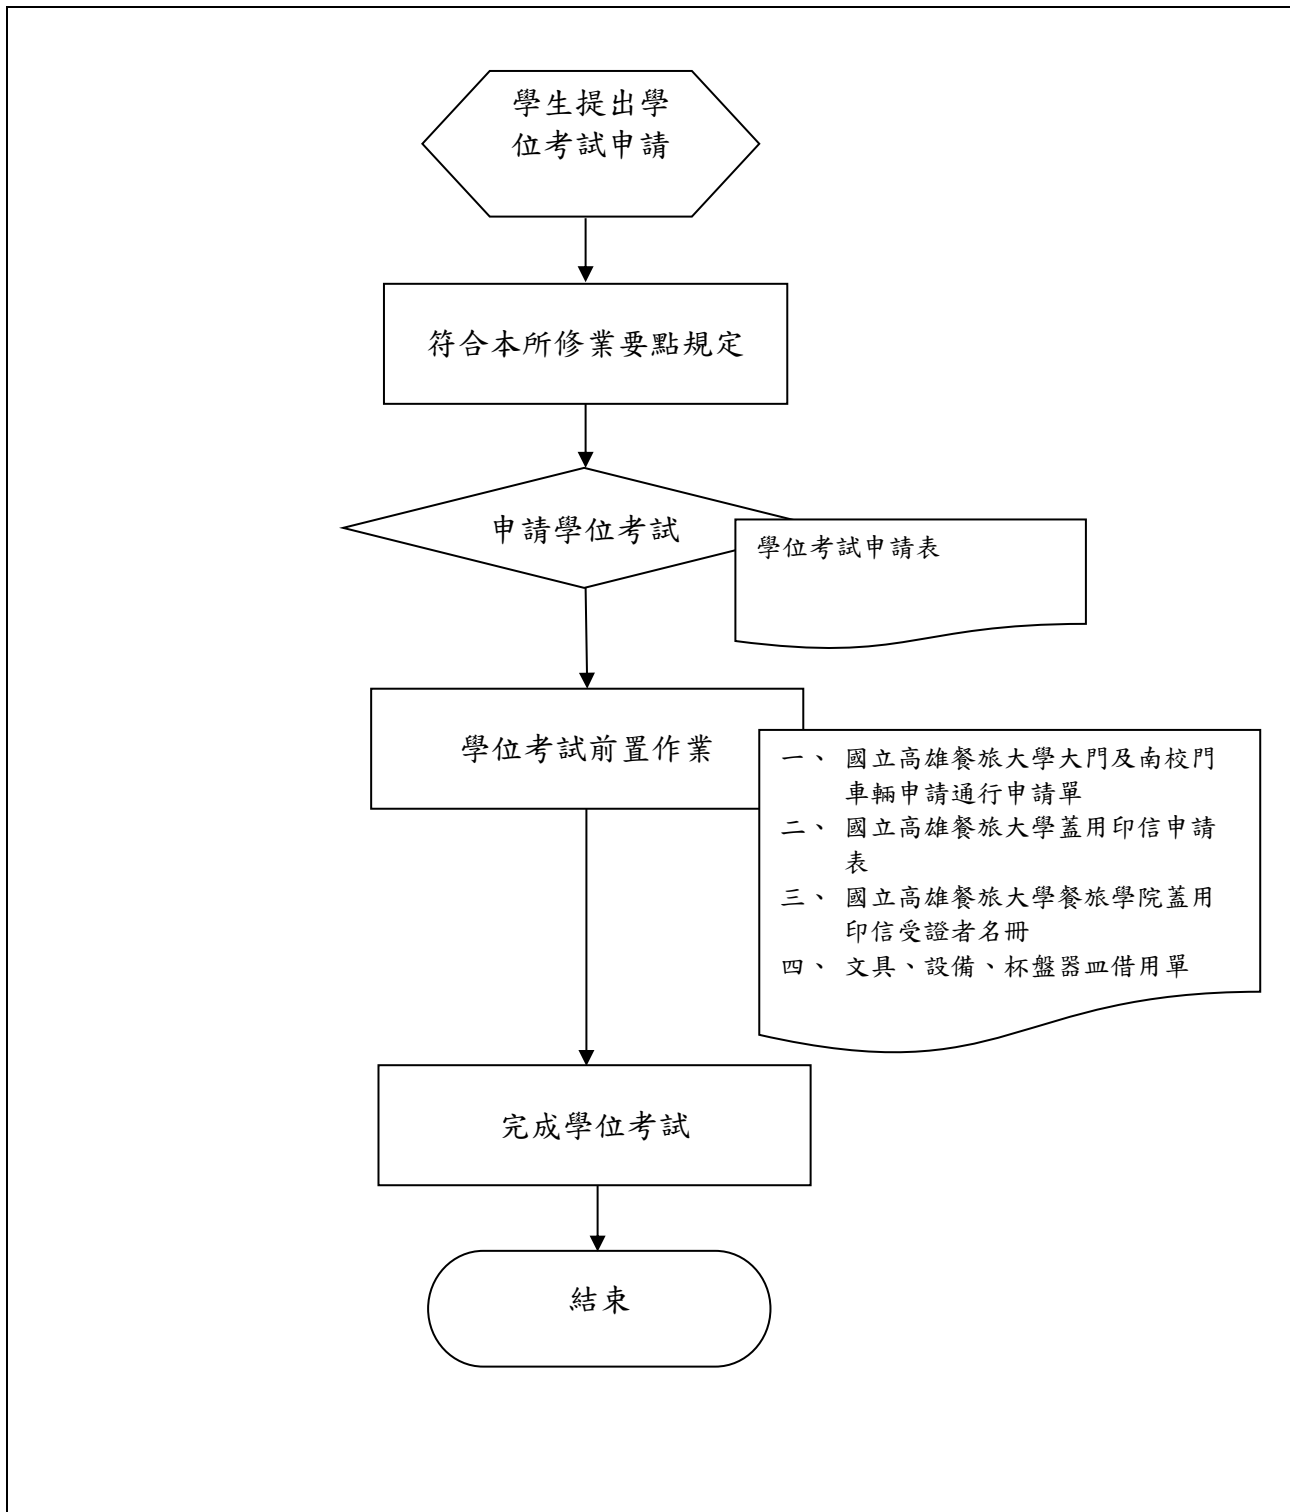 學生提出學
位考試申請
符合本所修業要點規定
申請學位考試
學位考試申請表
學位考試前置作業
一、 國立高雄餐旅大學大門及南校門
車輛申請通行申請單
二、 國立高雄餐旅大學蓋用印信申請
表
三、 國立高雄餐旅大學餐旅學院蓋用
印信受證者名冊
四、 文具、設備、杯盤器皿借用單
完成學位考試
結束